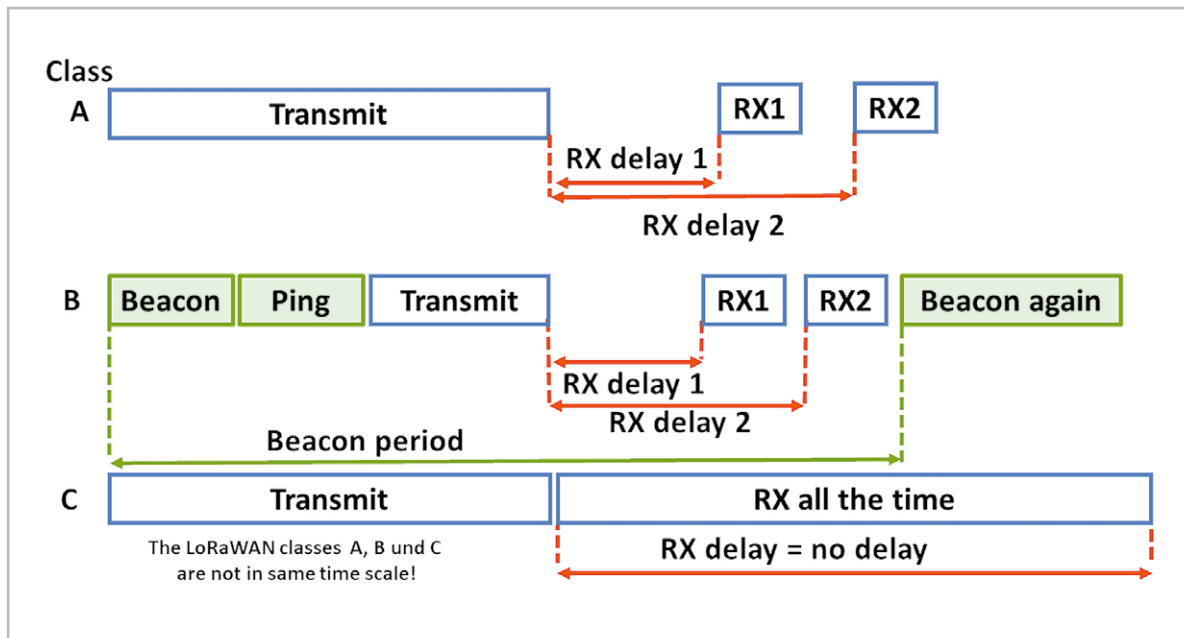 Class
A
Transmit
RX1
RX2
RX delay 1
RX delay 2
B
Beacon
Ping
Transmit
RX1
RX2
Beacon again
RX delay 1
RX delay 2
Beacon period
C
Transmit
RX all the time
The LoRaWAN classes A, B und C
are not in same time scale!
RX delay = no delay